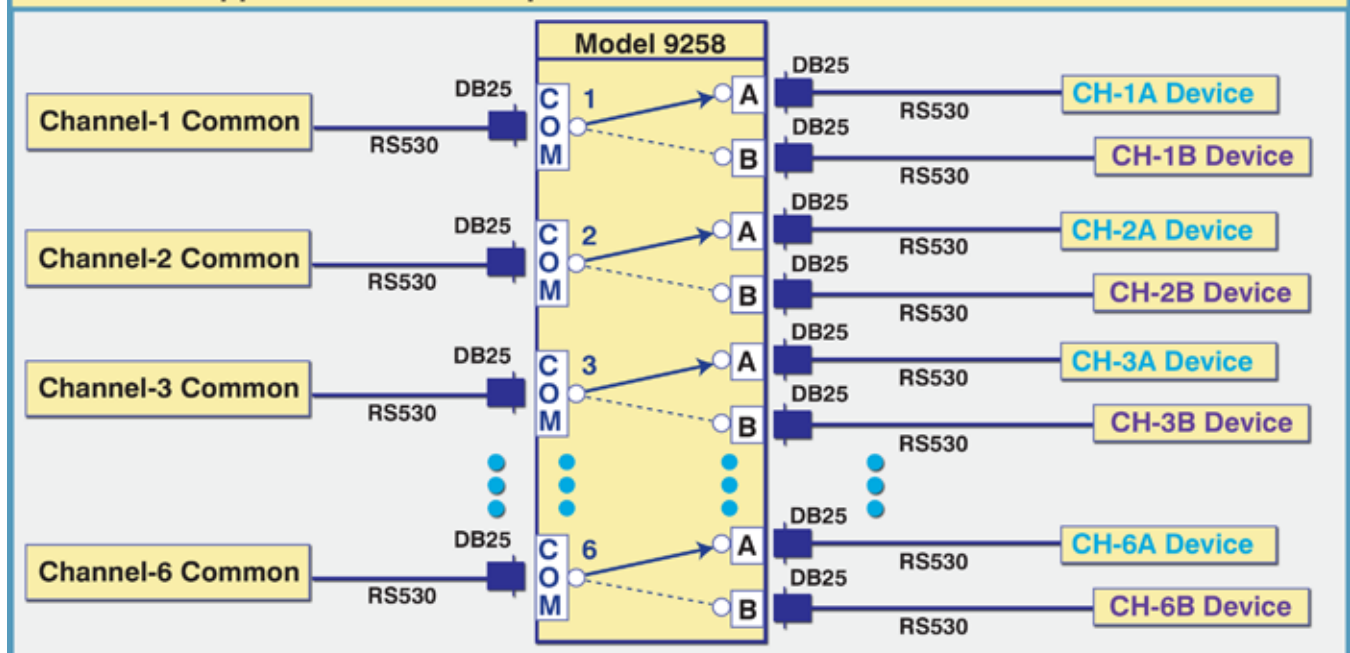 Model 9258
Channel-1 Common
RS530
DB25
COM
1
A
B
DB25
RS530
CH-1A Device
DB25
RS530
CH-1B Device
Channel-2 Common
RS530
DB25
COM
2
A
B
DB25
RS530
CH-2A Device
DB25
RS530
CH-2B Device
Channel-3 Common
RS530
DB25
COM
3
A
B
DB25
RS530
CH-3A Device
DB25
RS530
CH-3B Device
Channel-6 Common
RS530
DB25
COM
6
A
B
DB25
RS530
CH-6A Device
DB25
RS530
CH-6B Device